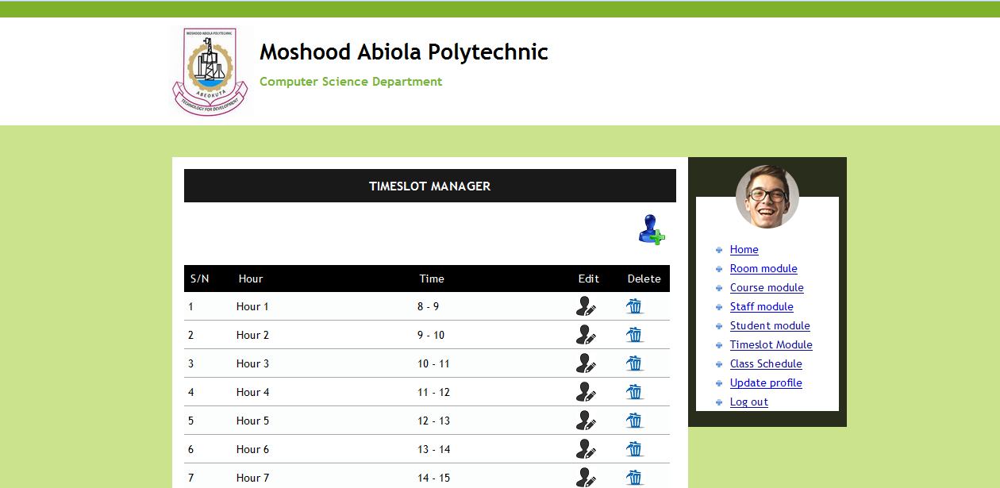 MOSHOOD ABIOLA POLYTECHNIC
ABEOKUTA
TECHNOLOGY FOR DEVELOPMENT
Moshood Abiola Polytechnic
Computer Science Department
TIMESLOT MANAGER
S/N Hour Time Edit Delete
1 Hour 1 8 - 9
2 Hour 2 9 - 10
3 Hour 3 10 - 11
4 Hour 4 11 - 12
5 Hour 5 12 - 13
6 Hour 6 13 - 14
7 Hour 7 14 - 15
Home
Room module
Course module
Staff module
Student module
Timeslot Module
Class Schedule
Update profile
Log out